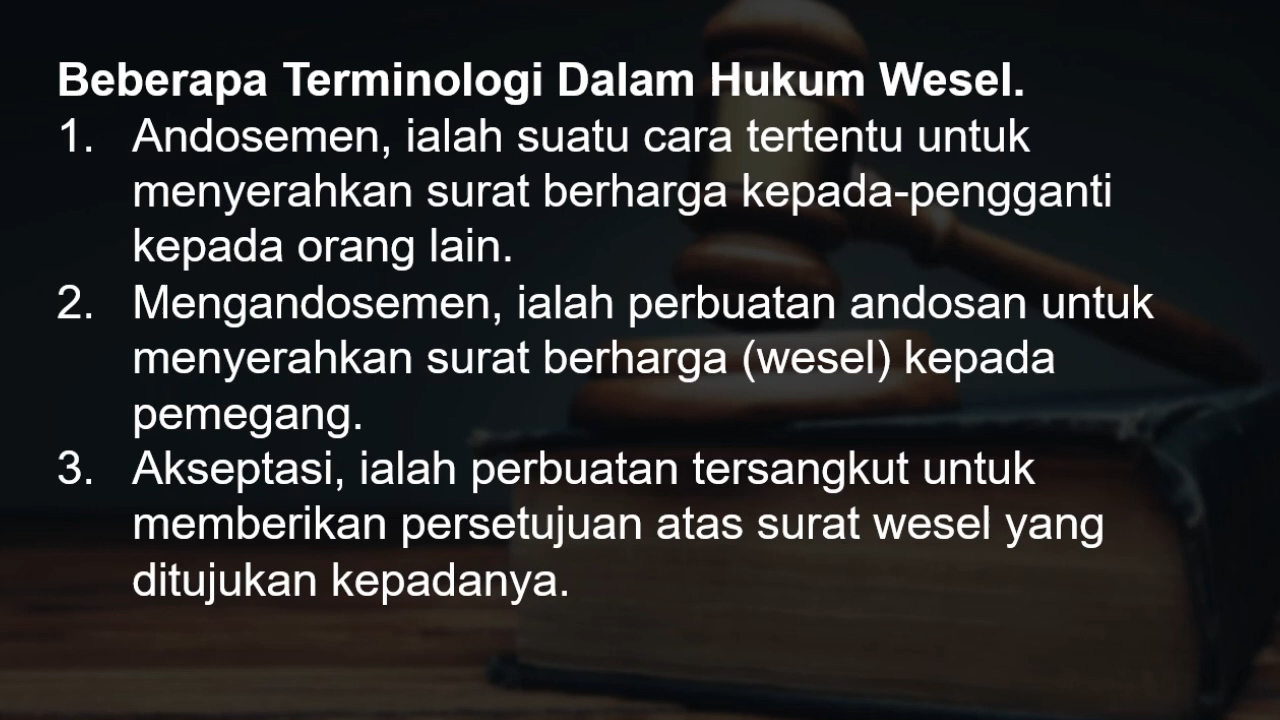 Beberapa Terminologi Dalam Hukum Wesel.
1. Andosemen, ialah suatu cara tertentu untuk
menyerahkan surat berharga kepada-pengganti
kepada orang lain.
2. Mengandosemen, ialah perbuatan andosan untuk
menyerahkan surat berharga (wesel) kepada
pemegang.
3. Akseptasi, ialah perbuatan tersangkut untuk
memberikan persetujuan atas surat wesel yang
ditujukan kepadanya.